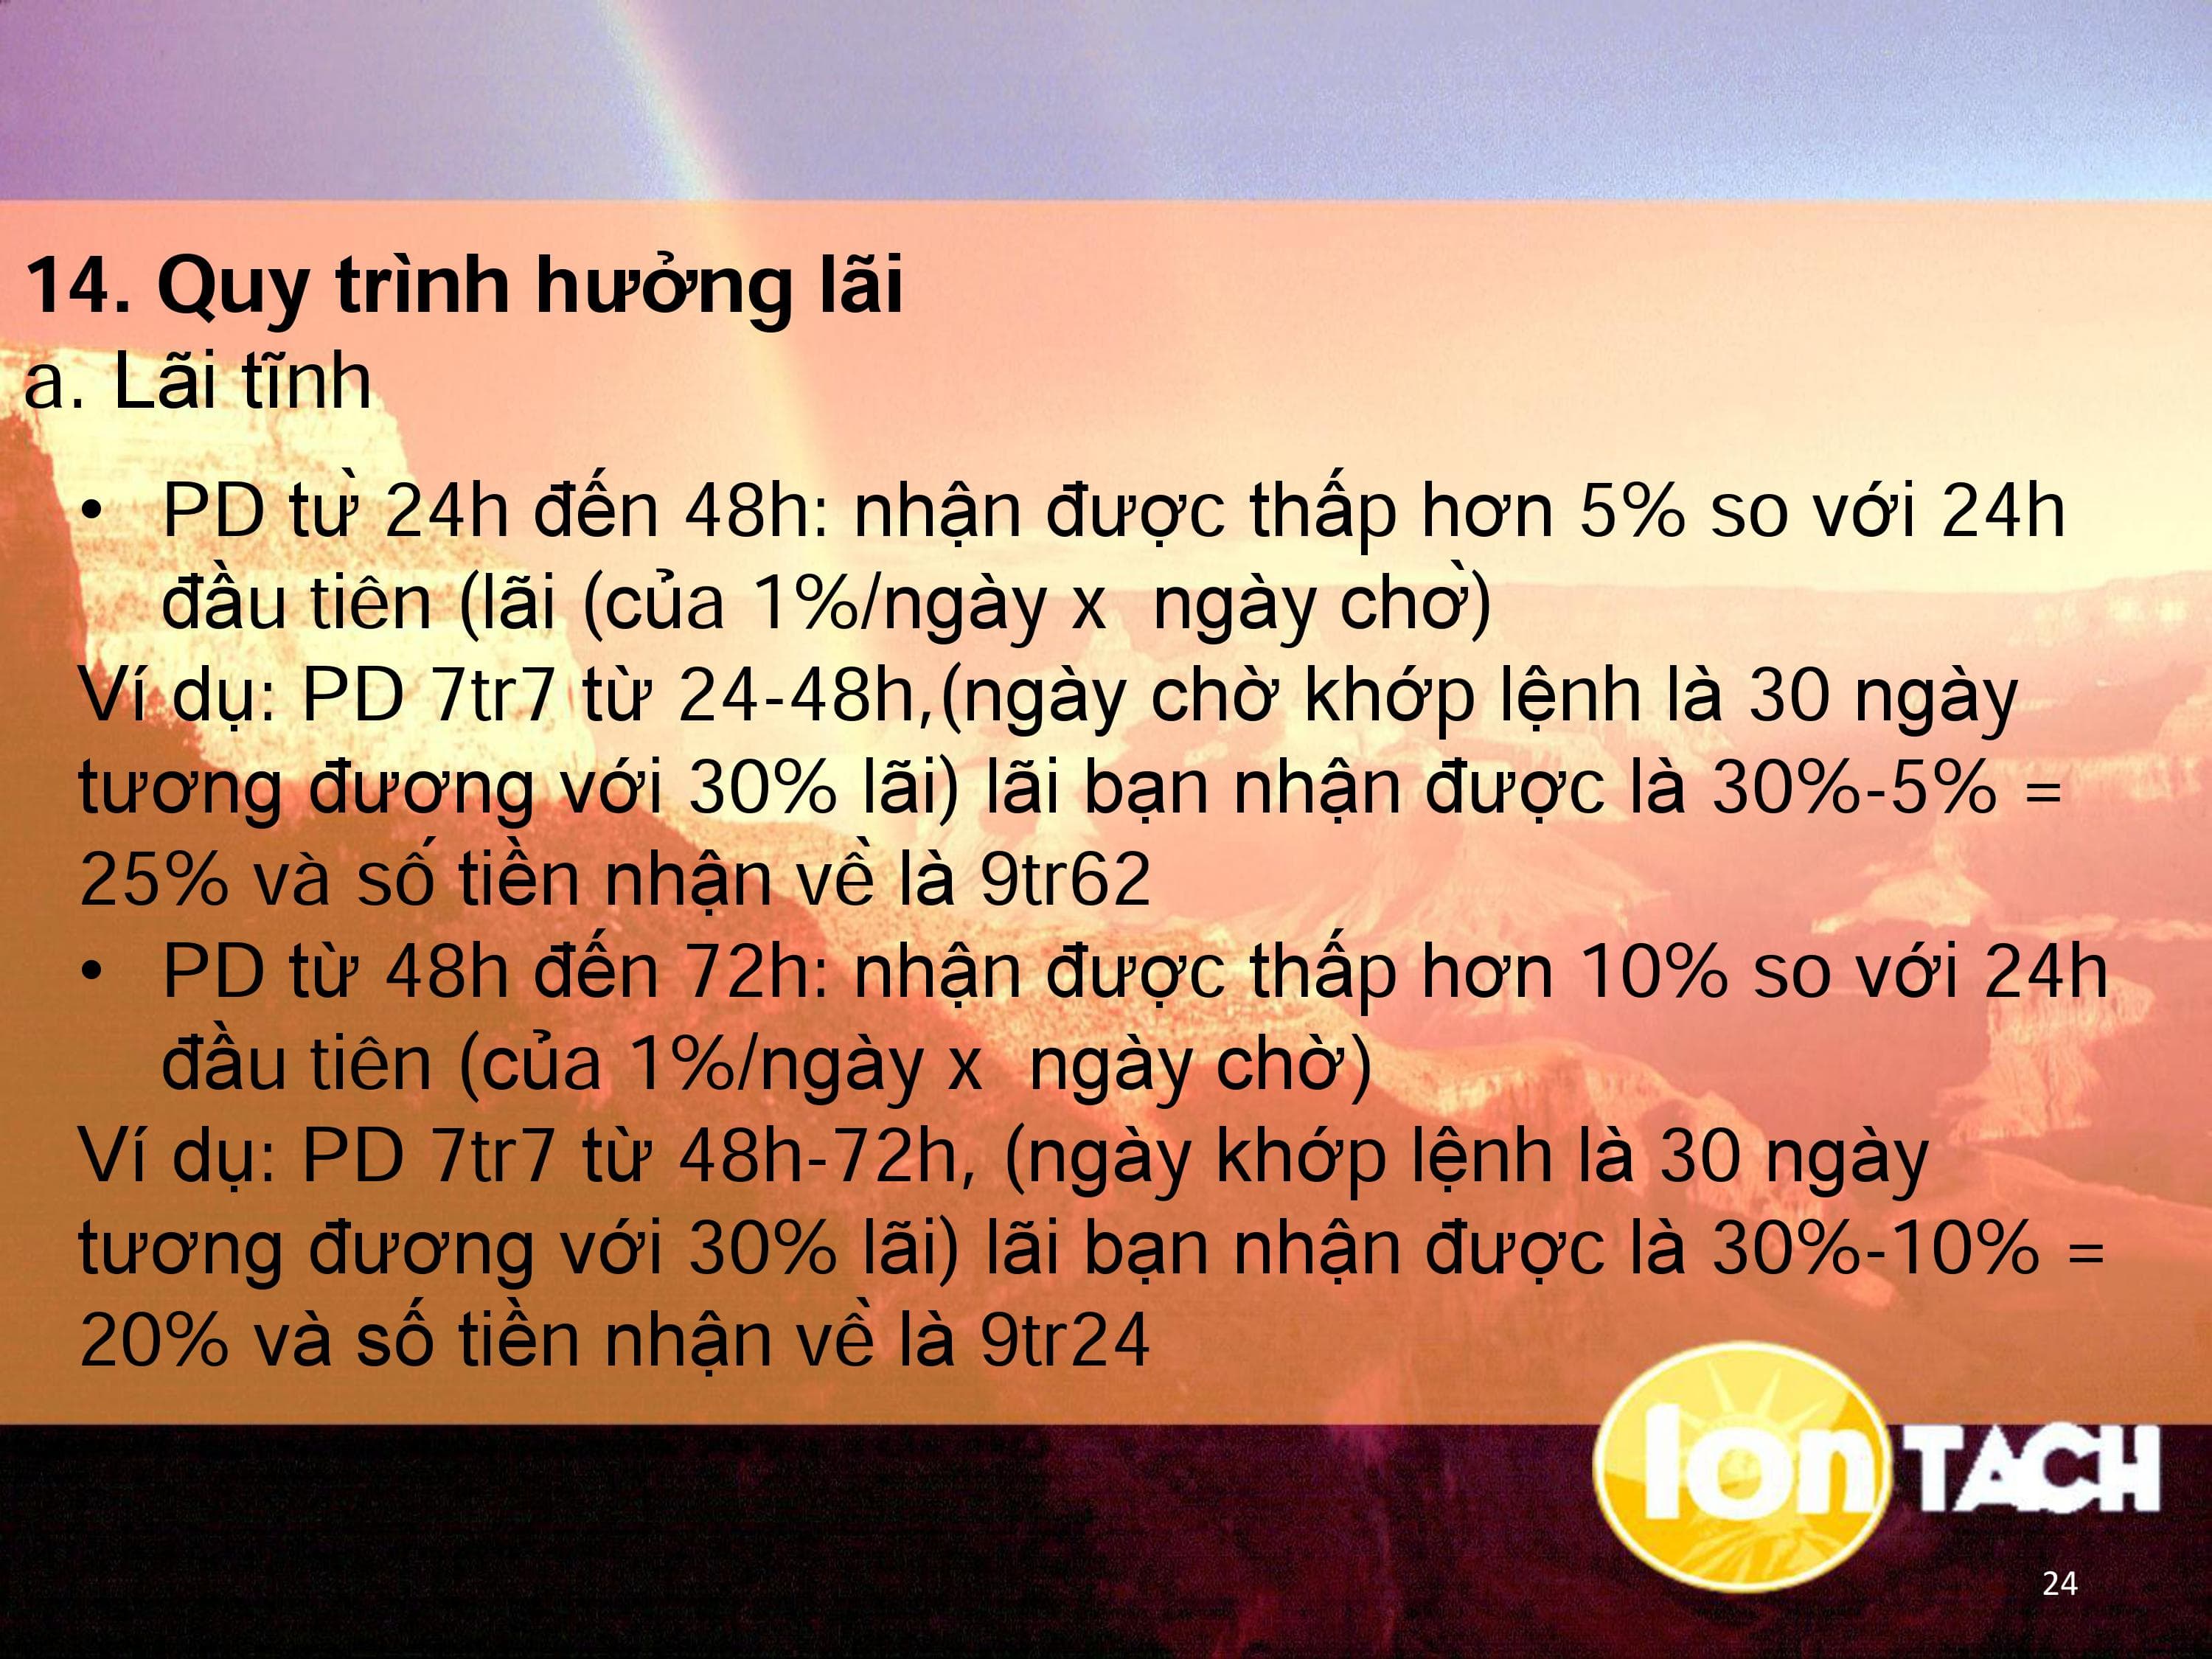 14. Quy trình hưởng lãi
a. Lãi tĩnh
• PD từ 24h đến 48h: nhận được thấp hơn 5% so với 24h
đầu tiên (lãi (của 1%/ngày x ngày chờ)
Ví dụ: PD 7tr7 từ 24-48h,(ngày chờ khớp lệnh là 30 ngày
tương đương với 30% lãi) lãi bạn nhận được là 30%-5% =
25% và số tiền nhận về là 9tr62
• PD từ 48h đến 72h: nhận được thấp hơn 10% so với 24h
đầu tiên (của 1%/ngày x ngày chờ)
Ví dụ: PD 7tr7 từ 48h-72h, (ngày khớp lệnh là 30 ngày
tương đương với 30% lãi) lãi bạn nhận được là 30%-10% =
20% và số tiền nhận về là 9tr24
Ion TACH
24